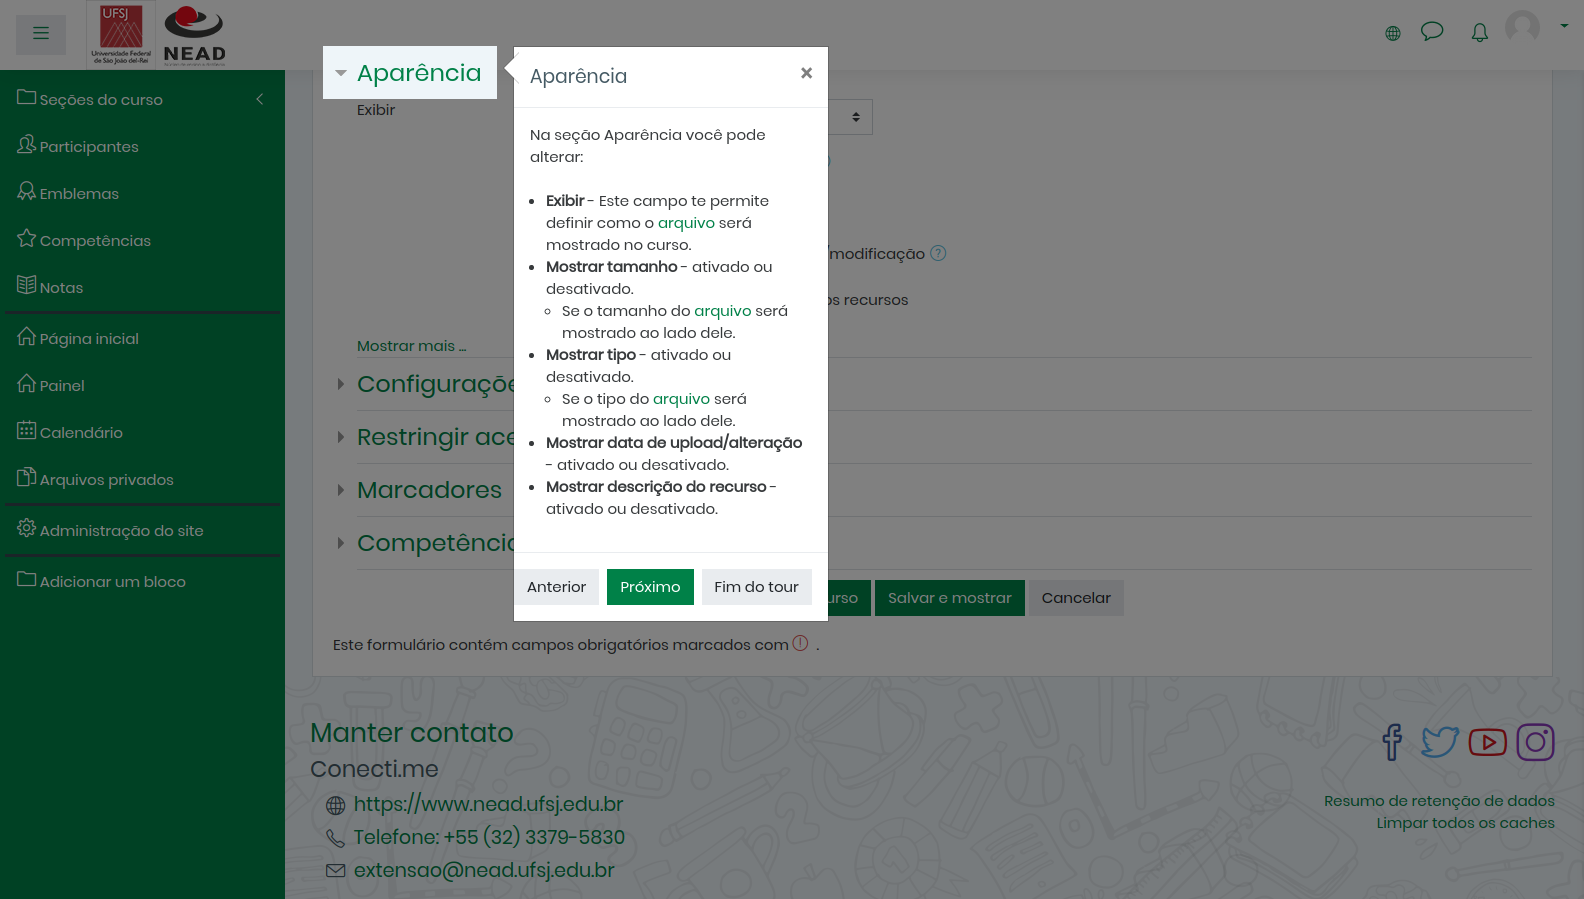 UFSJ
Universidade Federal
de São João del-Rei
NEAD
Seções do curso
Participantes
Emblemas
Competências
Notas
Página inicial
Painel
Calendário
Arquivos privados
Administração do site
Adicionar um bloco
Aparência
Exibir
/modificação
os recursos
Mostrar mais ...
Configuraçõe
Restringir ace
Marcadores
Competência
Aparência
×
Na seção Aparência você pode
alterar:
Exibir - Este campo te permite
definir como o arquivo será
mostrado no curso.
Mostrar tamanho - ativado ou
desativado.
Se o tamanho do arquivo será
mostrado ao lado dele.
Mostrar tipo - ativado ou
desativado.
Se o tipo do arquivo será
mostrado ao lado dele.
Mostrar data de upload/alteração
- ativado ou desativado.
Mostrar descrição do recurso -
ativado ou desativado.
Anterior
Próximo
Fim do tour
urso
Salvar e mostrar
Cancelar
Este formulário contém campos obrigatórios marcados com .
Manter contato
Conecti.me
https://www.nead.ufsj.edu.br
Telefone: +55 (32) 3379-5830
extensao@nead.ufsj.edu.br
Resumo de retenção de dados
Limpar todos os caches